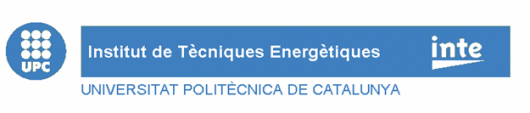 UPC
Institut de Tècniques Energètiques
inte
UNIVERSITAT POLITÈCNICA DE CATALUNYA